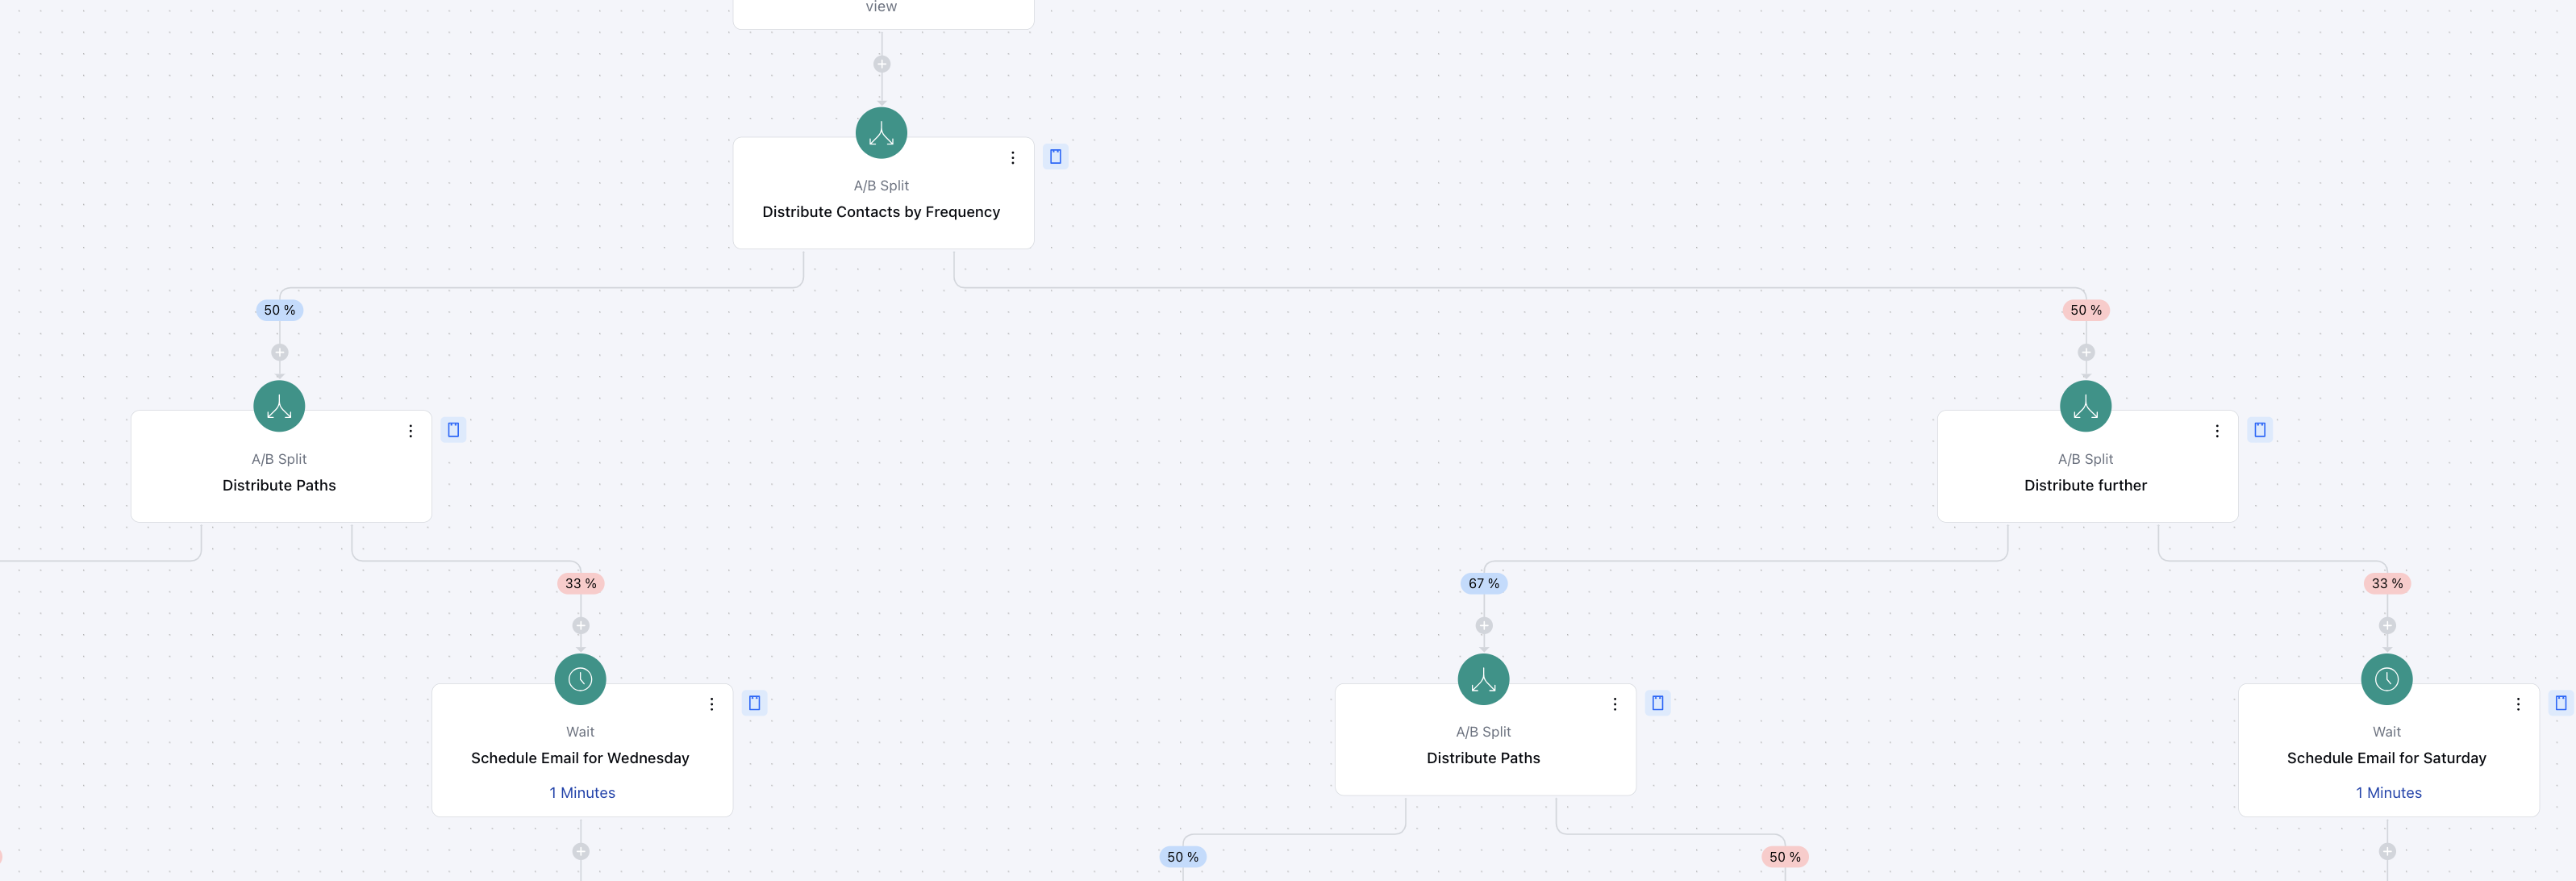 view
A/B Split
Distribute Contacts by Frequency
50 %
50 %
A/B Split
Distribute Paths
A/B Split
Distribute further
33 %
67 %
33 %
Wait
Schedule Email for Wednesday
1 Minutes
A/B Split
Distribute Paths
Wait
Schedule Email for Saturday
1 Minutes
50 %
50 %